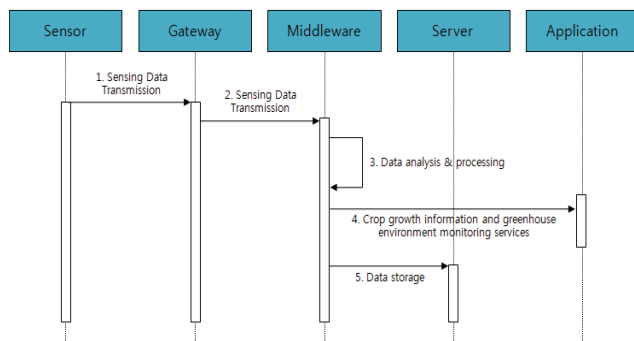 Sensor
Gateway
Middleware
Server
Application
1. Sensing Data
Transmission
2. Sensing Data
Transmission
3. Data analysis & processing
4. Crop growth information and greenhouse
environment monitoring services
5. Data storage